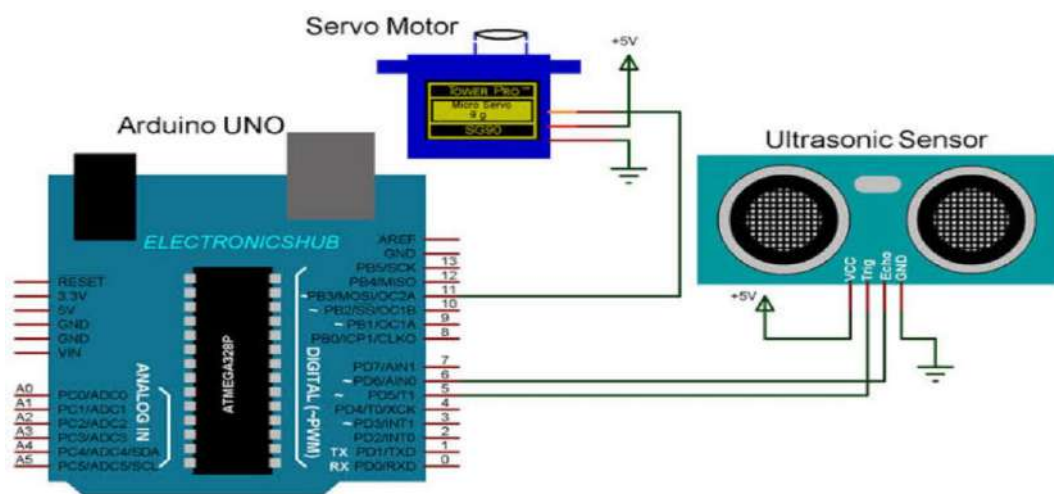 Servo Motor
+5V
TOWER PRO™
Micro Servo
9 g
SG90
Arduino UNO
Ultrasonic Sensor
ELECTRONICSHUB
RESET
3.3V
5V
GND
GND
VIN
AREF
GND
PB5/SCK 13
PB4/MISO 12
~PB3/MOSI/OC2A 11
~ PB2/SS/OC1B 10
~ PB1/OC1A 9
PB0/ICP1/CLKO 8
PD7/AIN1 7
~ PD6/AIN0 6
~ PD5/T1 5
PD4/T0/XCK 4
~ PD3/INT1 3
PD2/INT0 2
TX PD1/TXD 1
RX PD0/RXD 0
A0 PC0/ADC0
A1 PC1/ADC1
A2 PC2/ADC2
A3 PC3/ADC3
A4 PC4/ADC4/SDA
A5 PC5/ADC5/SCL
ANALOG IN
ATMEGA328P
DIGITAL (~PWM)
VCC
Trig
Echo
GND
+5V